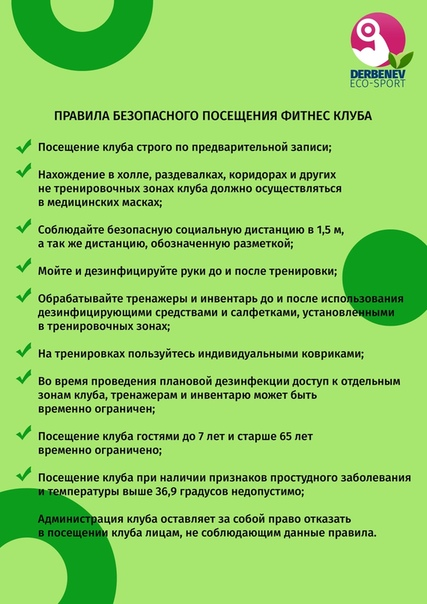 DERBENEV
ECO-SPORT
ПРАВИЛА БЕЗОПАСНОГО ПОСЕЩЕНИЯ ФИТНЕС КЛУБА
Посещение клуба строго по предварительной записи;
Нахождение в холле, раздевалках, коридорах и других
не тренировочных зонах клуба должно осуществляться
в медицинских масках;
Соблюдайте безопасную социальную дистанцию в 1,5 м,
а так же дистанцию, обозначенную разметкой;
Мойте и дезинфицируйте руки до и после тренировки;
Обрабатывайте тренажеры и инвентарь до и после использования
дезинфицирующими средствами и салфетками, установленными
в тренировочных зонах;
На тренировках пользуйтесь индивидуальными ковриками;
Во время проведения плановой дезинфекции доступ к отдельным
зонам клуба, тренажерам и инвентарю может быть
временно ограничен;
Посещение клуба гостями до 7 лет и старше 65 лет
временно ограничено;
Посещение клуба при наличии признаков простудного заболевания
и температуры выше 36,9 градусов недопустимо;
Администрация клуба оставляет за собой право отказать
в посещении клуба лицам, не соблюдающим данные правила.